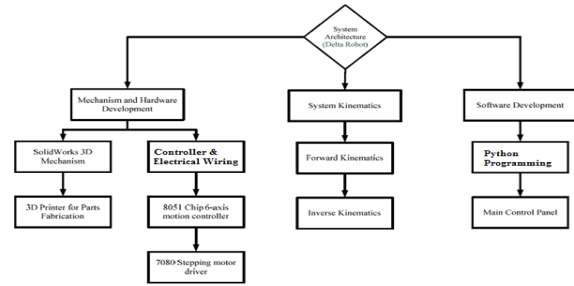 System
Architecture
(Delta Robot)
Mechanism and Hardware
Development
System Kinematics
Software Development
SolidWorks 3D
Mechanism
Controller &
Electrical Wiring
Forward Kinematics
Python
Programming
3D Printer for Parts
Fabrication
8051 Chip 6-axis
motion controller
Inverse Kinematics
Main Control Panel
7080 Stepping motor
driver